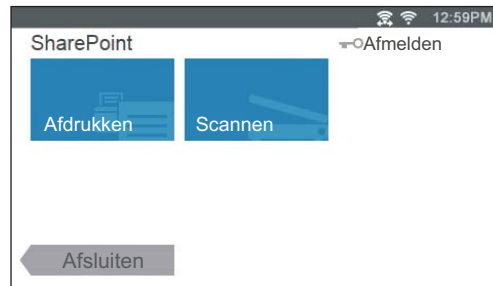 12:59PM
SharePoint
Afmelden
Afdrukken
Scannen
Afsluiten